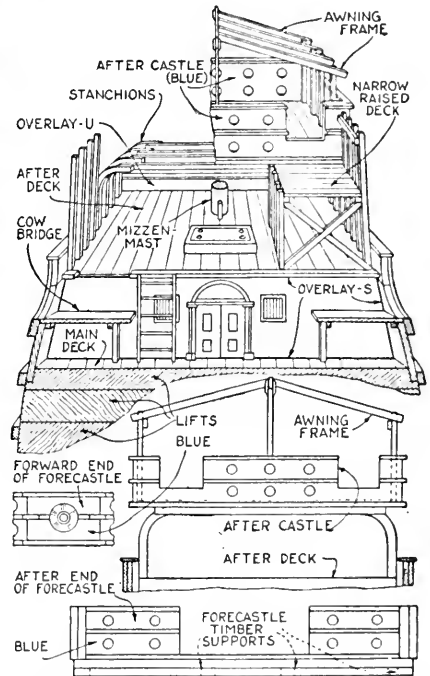 AWNING
FRAME
AFTER CASTLE
(BLUE)
STANCHIONS
NARROW
RAISED
DECK
OVERLAY-U
AFTER
DECK
COW
BRIDGE
MIZZEN-
MAST
OVERLAY-S
MAIN
DECK
LIFTS
BLUE
AWNING
FRAME
FORWARD END
OF FORECASTLE
AFTER CASTLE
AFTER DECK
AFTER END
OF FORECASTLE
FORECASTLE
TIMBER
SUPPORTS
BLUE